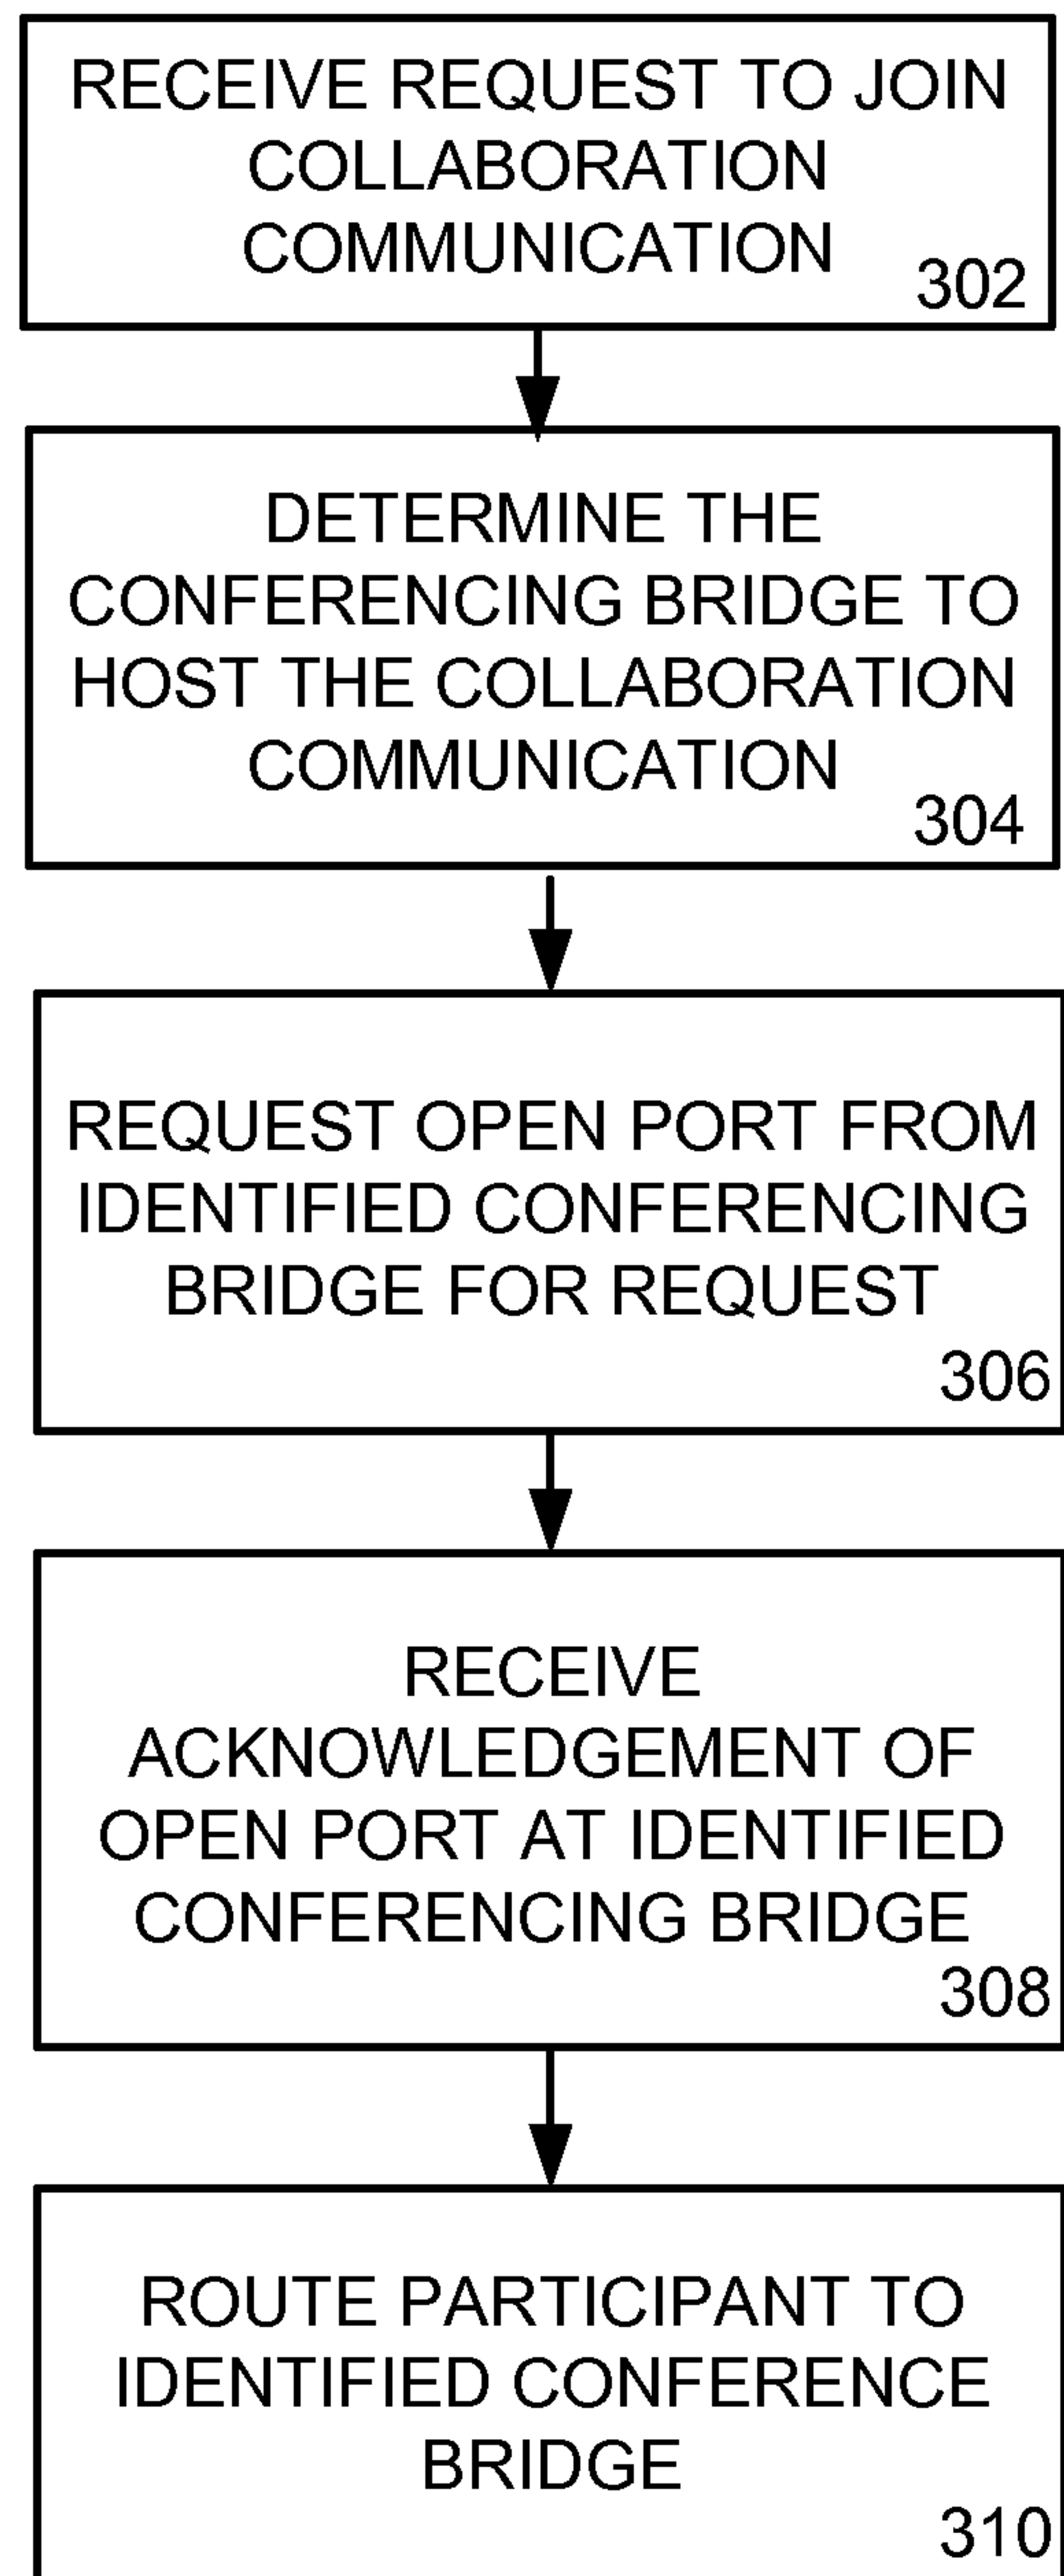 RECEIVE REQUEST TO JOIN
COLLABORATION
COMMUNICATION
302
DETERMINE THE
CONFERENCING BRIDGE TO
HOST THE COLLABORATION
COMMUNICATION
304
REQUEST OPEN PORT FROM
IDENTIFIED CONFERENCING
BRIDGE FOR REQUEST
306
RECEIVE
ACKNOWLEDGEMENT OF
OPEN PORT AT IDENTIFIED
CONFERENCING BRIDGE
308
ROUTE PARTICIPANT TO
IDENTIFIED CONFERENCE
BRIDGE
310